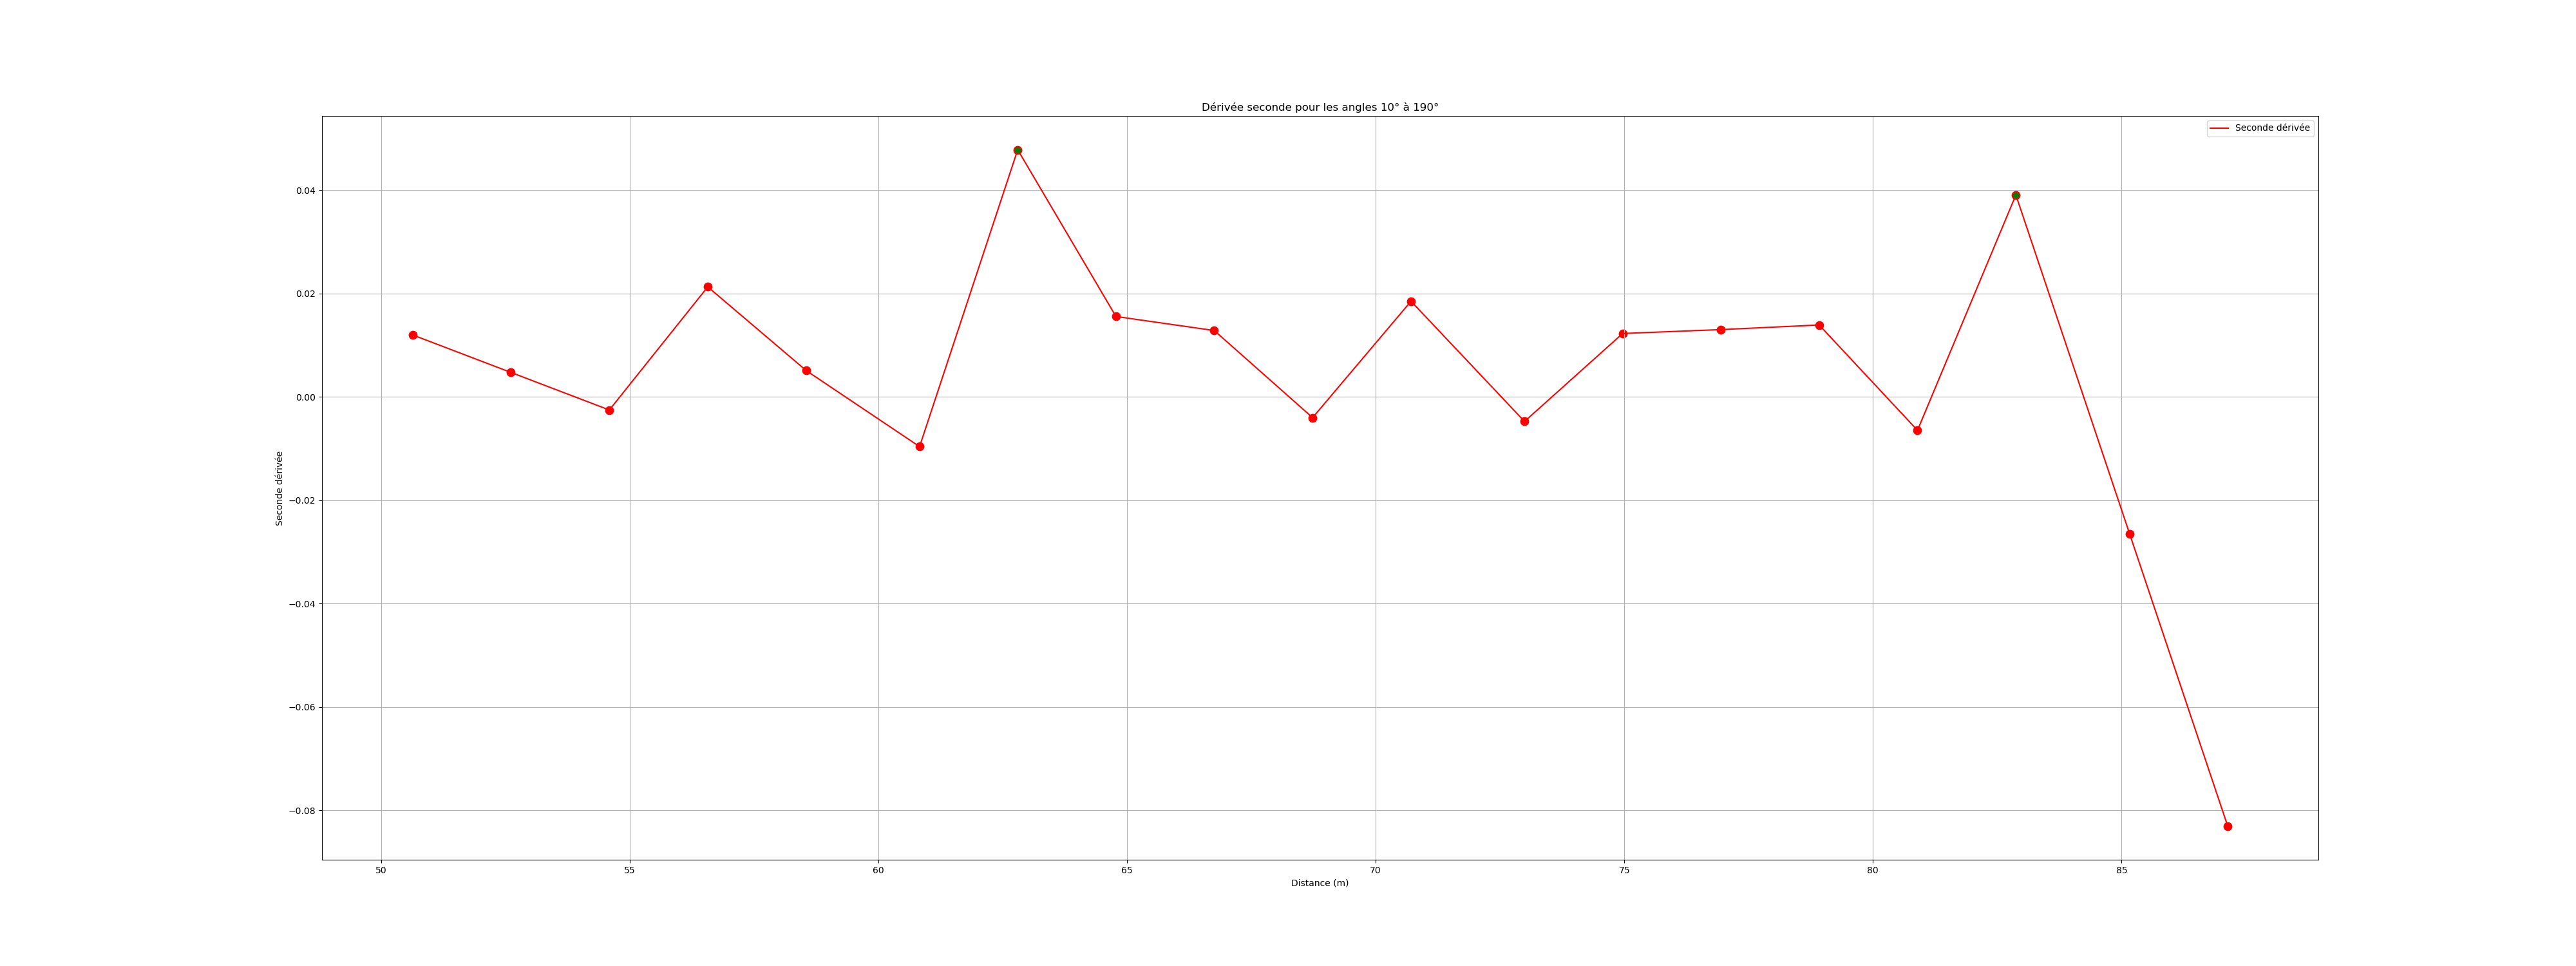 Dérivée seconde pour les angles 10° à 190°
Seconde dérivée
0.04
0.02
0.00
−0.02
−0.04
−0.06
−0.08
Seconde dérivée
50 55 60 65 70 75 80 85
Distance (m)